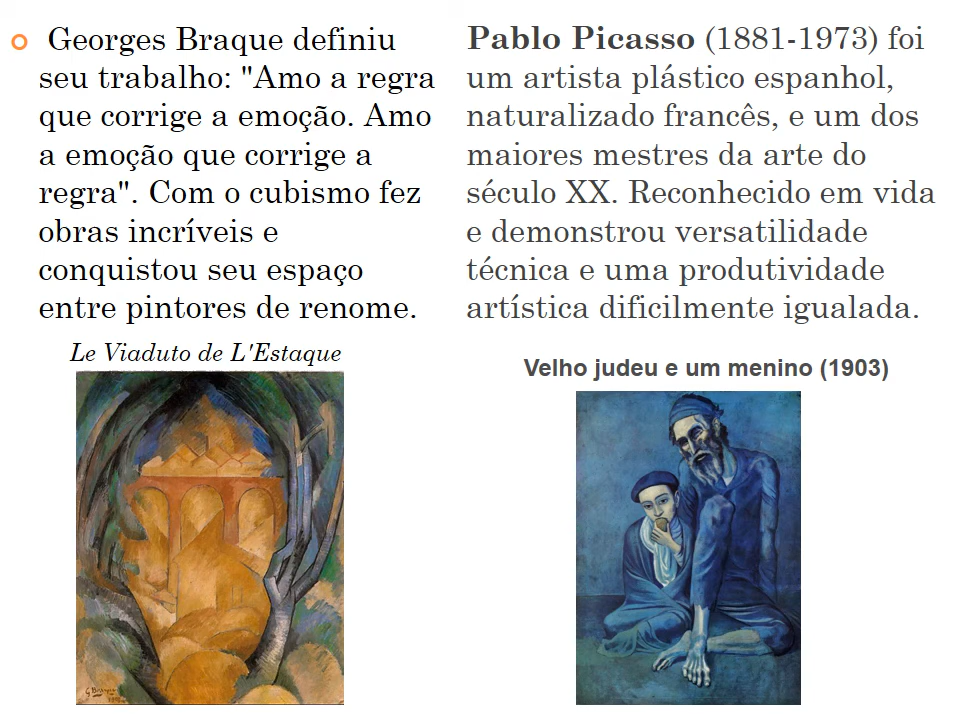 Georges Braque definiu
seu trabalho: "Amo a regra
que corrige a emoção. Amo
a emoção que corrige a
regra". Com o cubismo fez
obras incríveis e
conquistou seu espaço
entre pintores de renome.
Le Viaduto de L'Estaque
Pablo Picasso (1881-1973) foi
um artista plástico espanhol,
naturalizado francês, e um dos
maiores mestres da arte do
século XX. Reconhecido em vida
e demonstrou versatilidade
técnica e uma produtividade
artística dificilmente igualada.
Velho judeu e um menino (1903)